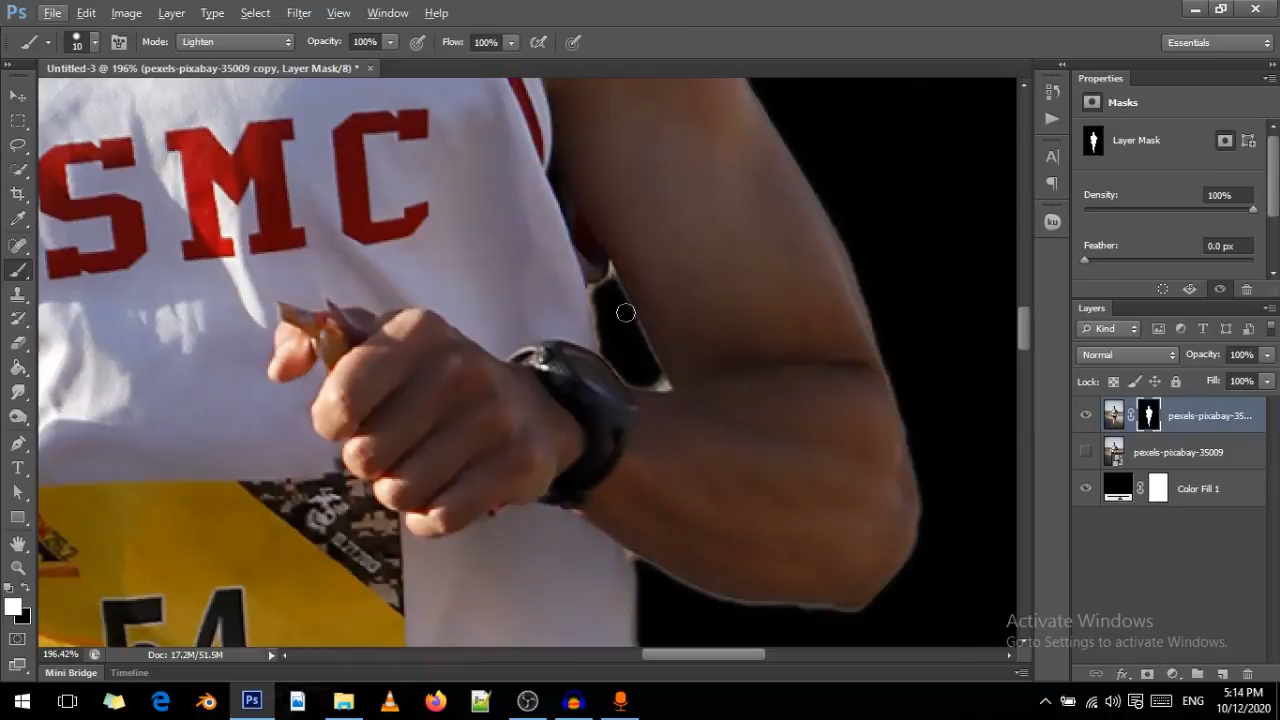 Ps File Edit Image Layer Type Select Filter View Window Help
10 Mode: Lighten Opacity: 100% Flow: 100% Essentials
Untitled-3 @ 196% (pexels-pixabay-35009 copy, Layer Mask/8) * ×
Properties
Masks
Layer Mask
Density: 100%
Feather: 0.0 px
Layers
Kind
Normal Opacity: 100%
Lock: Fill: 100%
pexels-pixabay-35...
pexels-pixabay-35009
Color Fill 1
SMC
54
A
T
ku
fx
Activate Windows
Go to Settings to activate Windows.
196.42% Doc: 17.2M/51.5M
Mini Bridge Timeline
Ps ENG 5:14 PM
10/12/2020